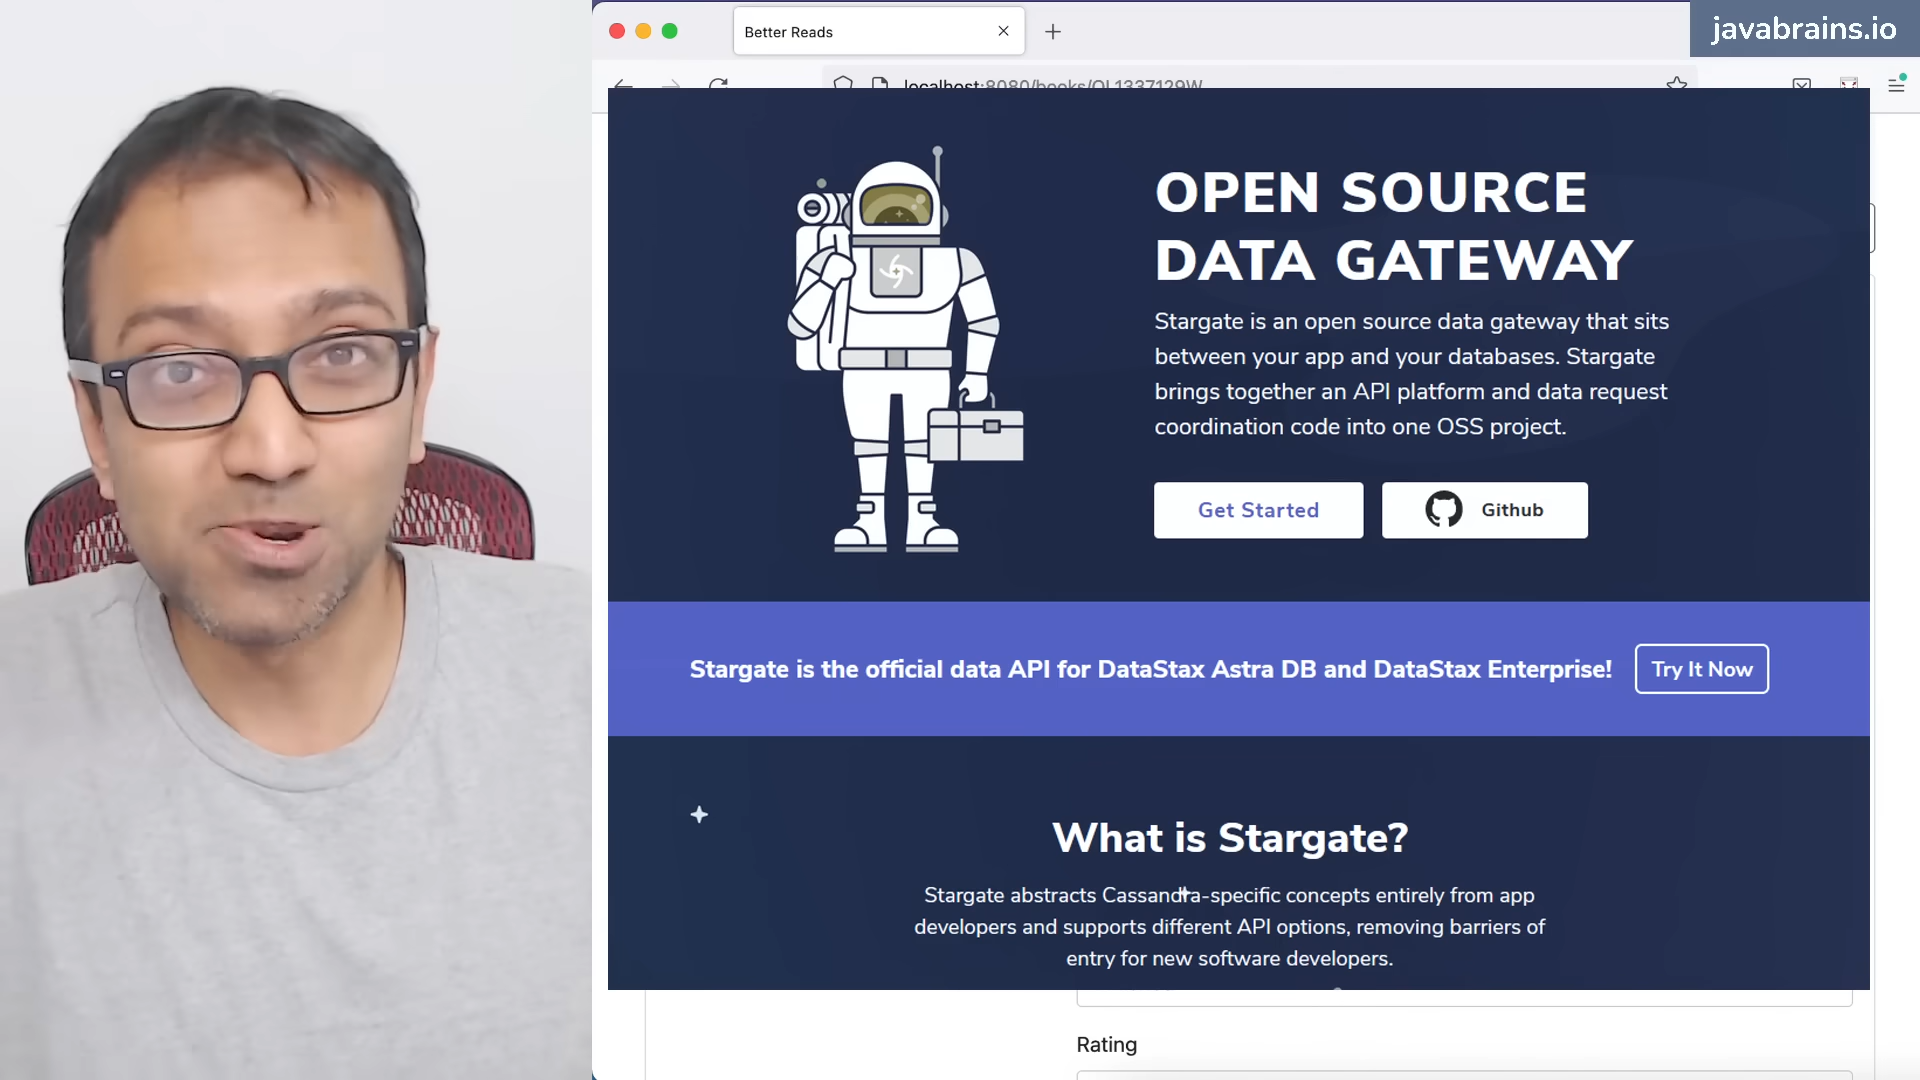 Better Reads
javabrains.io
localhost:8080/books/OL1337129W
OPEN SOURCE
DATA GATEWAY
Stargate is an open source data gateway that sits
between your app and your databases. Stargate
brings together an API platform and data request
coordination code into one OSS project.
Get Started
Github
Stargate is the official data API for DataStax Astra DB and DataStax Enterprise!
Try It Now
What is Stargate?
Stargate abstracts Cassandra-specific concepts entirely from app
developers and supports different API options, removing barriers of
entry for new software developers.
Rating